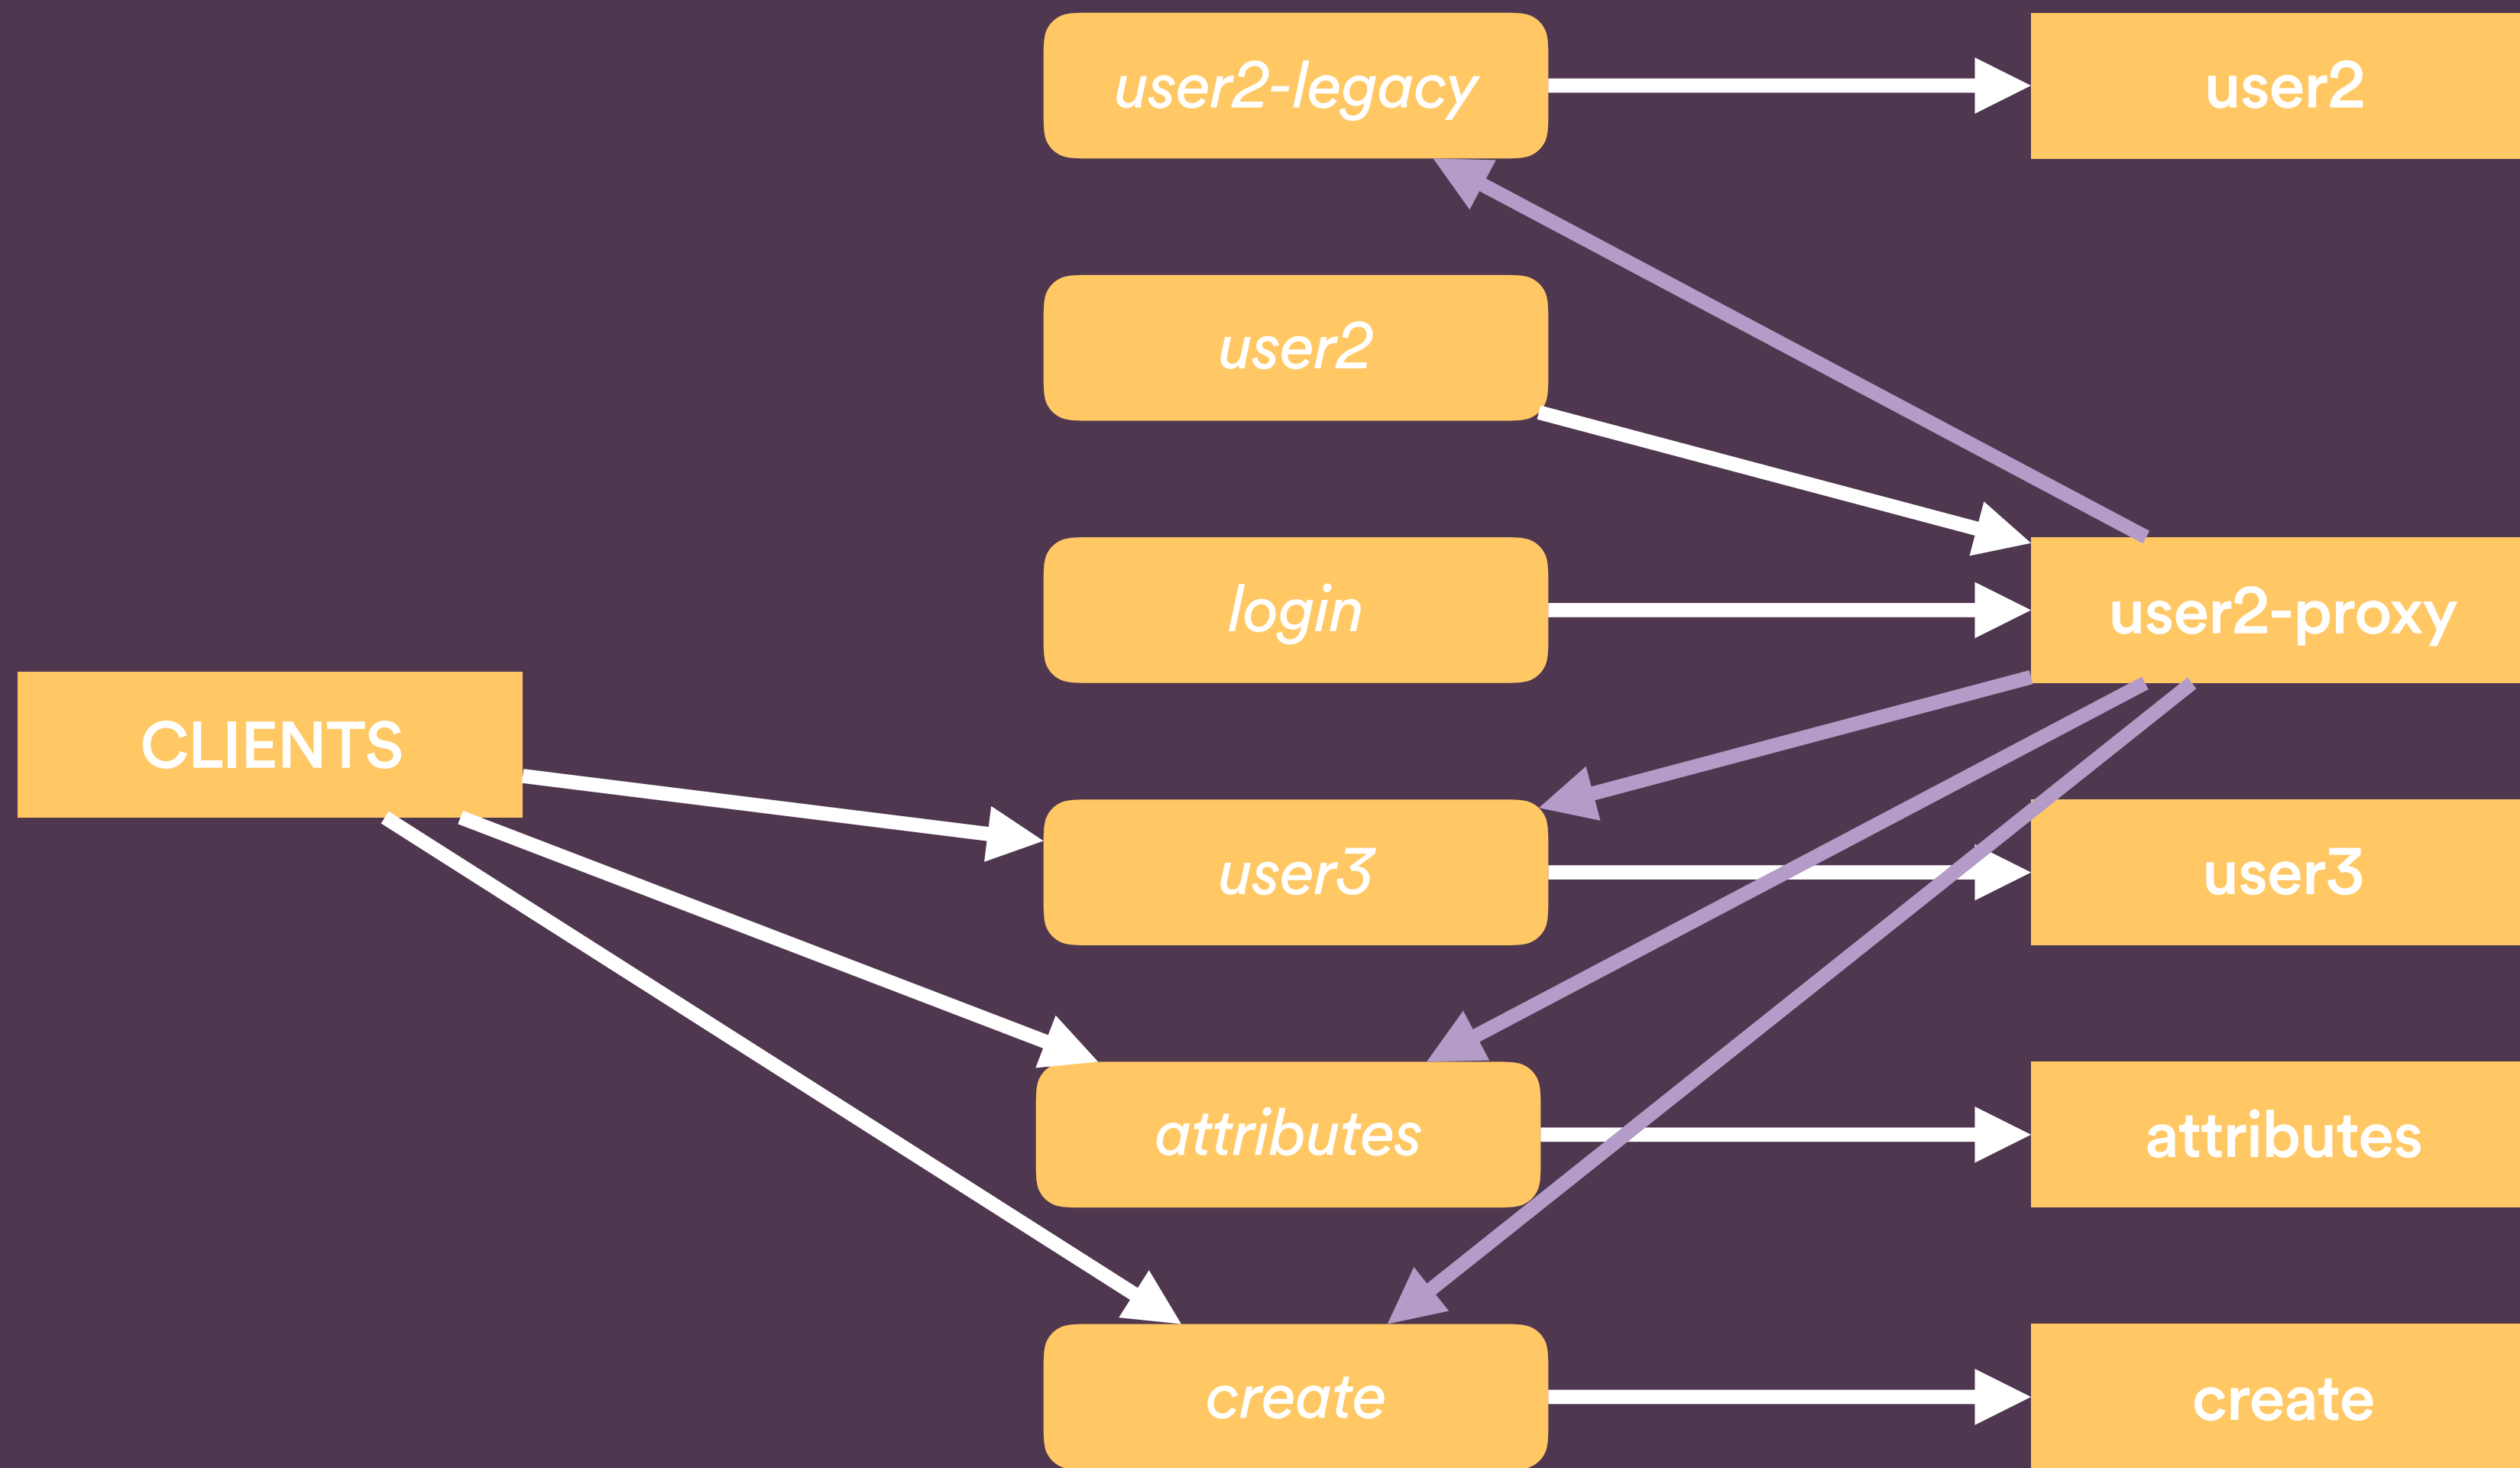 user2-legacy
user2
user2
login
user2-proxy
CLIENTS
user3
user3
attributes
attributes
create
create